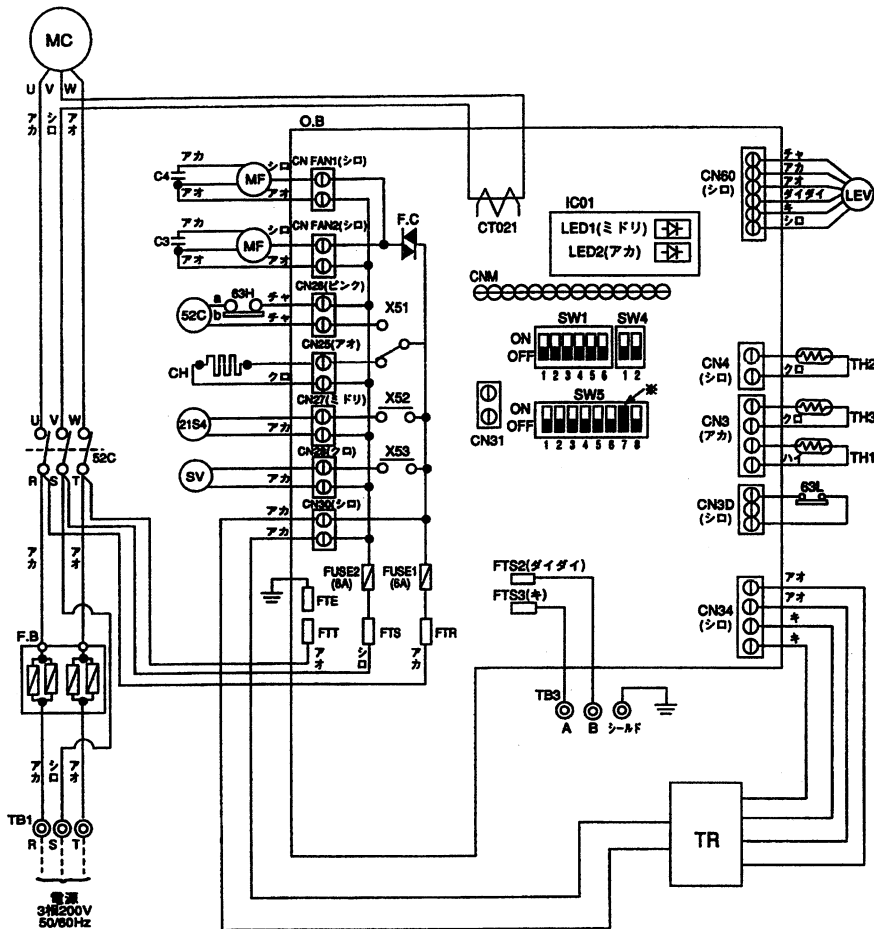 MC
U V W
アカ
シロ
アオ
O.B
アカ
C4
MF
シロ
アオ
アオ
CN FAN1(シロ)
アカ
C3
MF
シロ
アオ
アオ
CN FAN2(シロ)
F.C
52C
a
b
63H
チャ
チャ
CN26(ピンク)
X51
CH
クロ
CN25(アオ)
21S4
アカ
CN27(ミドリ)
X52
SV
アカ
CN29(クロ)
X53
アカ
アカ
CN30(シロ)
CT021
IC01
LED1(ミドリ)
LED2(アカ)
CNM
SW1
ON
OFF
1 2 3 4 5 6
SW4
1 2
SW5
※
ON
OFF
1 2 3 4 5 6 7 8
CN31
CN60
(シロ)
チャ
アカ
アオ
ダイダイ
キ
シロ
LEV
CN4
(シロ)
クロ
TH2
CN3
(アカ)
クロ
TH3
ハイ
TH1
CN3D
(シロ)
63L
CN34
(シロ)
アオ
アオ
キ
キ
U V W
52C
R S T
アカ
アオ
F.B
FUSE2
(6A)
FUSE1
(6A)
FTE
FTT
FTS
FTR
アオ
シロ
アカ
FTS2(ダイダイ)
FTS3(キ)
TB3
A B シールド
アカ
シロ
アオ
TB1
R S T
電源
3相200V
50/60Hz
TR